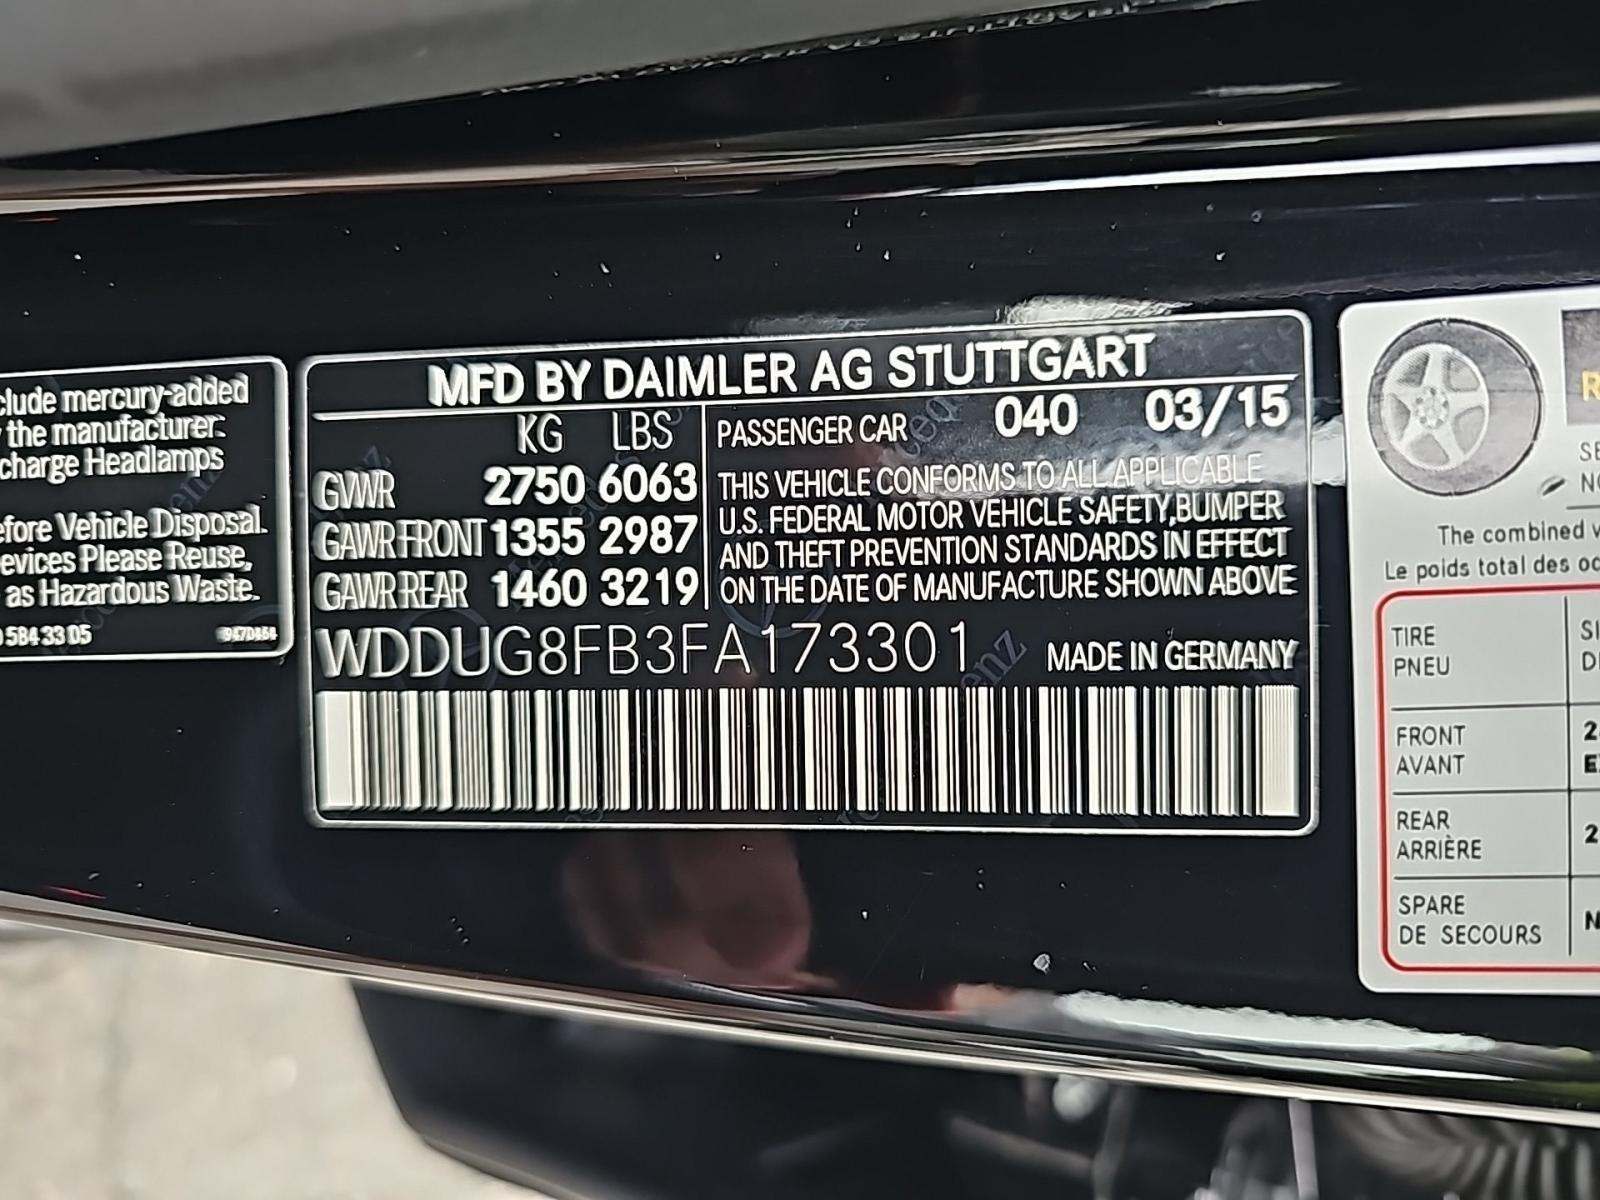 clude mercury-added
the manufacturer.
charge Headlamps
efore Vehicle Disposal.
evices Please Reuse,
as Hazardous Waste.
584 33 05
MFD BY DAIMLER AG STUTTGART
KG LBS
GVWR 2750 6063
GAWR FRONT 1355 2987
GAWR REAR 1460 3219
PASSENGER CAR 040 03/15
THIS VEHICLE CONFORMS TO ALL APPLICABLE
U.S. FEDERAL MOTOR VEHICLE SAFETY, BUMPER
AND THEFT PREVENTION STANDARDS IN EFFECT
ON THE DATE OF MANUFACTURE SHOWN ABOVE
WDDUG8FB3FA173301 MADE IN GERMANY
The combined
Le poids total des oc
TIRE
PNEU
FRONT
AVANT
REAR
ARRIÈRE
SPARE
DE SECOURS